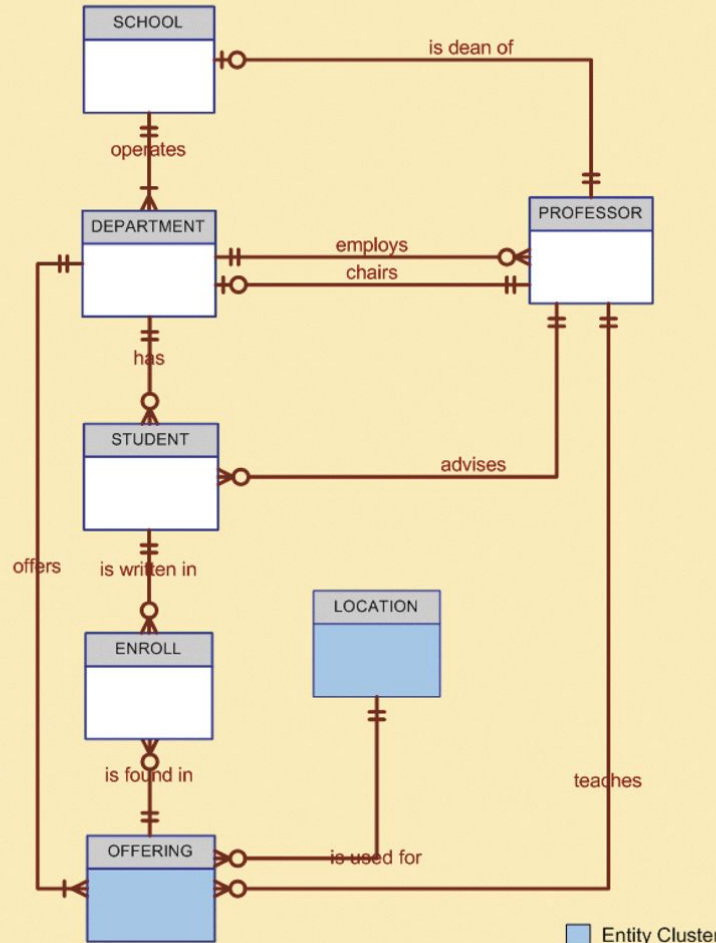 SCHOOL
is dean of
operates
PROFESSOR
DEPARTMENT
employs
chairs
has
STUDENT
advises
offers
is written in
LOCATION
ENROLL
is found in
teaches
OFFERING
is used for
Entity Cluster